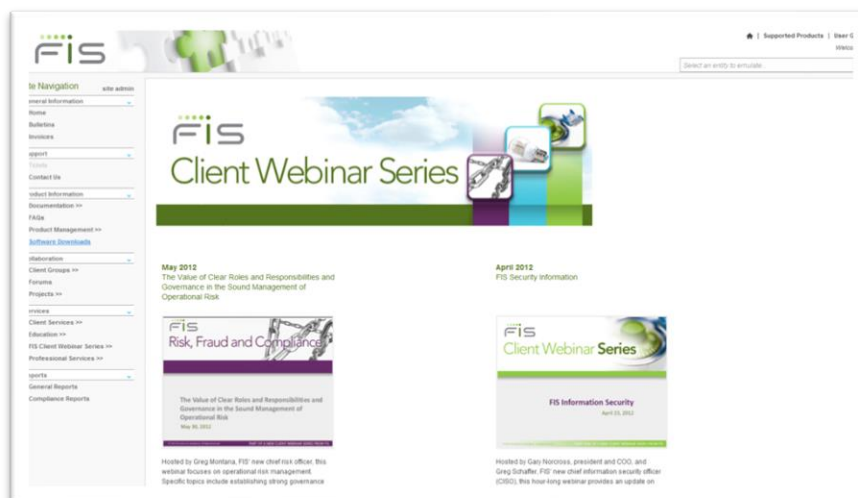 FIS
Supported Products | User G
Welco
Select an entity to emulate
te Navigation
site admin
eneral Information
Home
Bulletins
Invoices
upport
Contact Us
roduct Information
Documentation >>
FAQs
Product Management >>
Software Downloads
ollaboration
Client Groups >>
Forums
Projects >>
ervices
Client Services >>
Education >>
FIS Client Webinar Series >>
Professional Services >>
eports
General Reports
Compliance Reports
FIS
Client Webinar Series
May 2012
The Value of Clear Roles and Responsibilities and
Governance in the Sound Management of
Operational Risk
FIS
Risk, Fraud and Compliance
The Value of Clear Roles and Responsibilities and
Governance in the Sound Management of
Operational Risk
May 30, 2012
Hosted by Greg Montana, FIS' new chief risk officer, this
webinar focuses on operational risk management.
Specific topics include establishing strong governance
April 2012
FIS Security Information
FIS
Client Webinar Series
FIS Information Security
2012
Hosted by Gary Norcross, president and COO, and
Greg Schaffer, FIS' new chief information security officer
(CISO), this hour-long webinar provides an update on